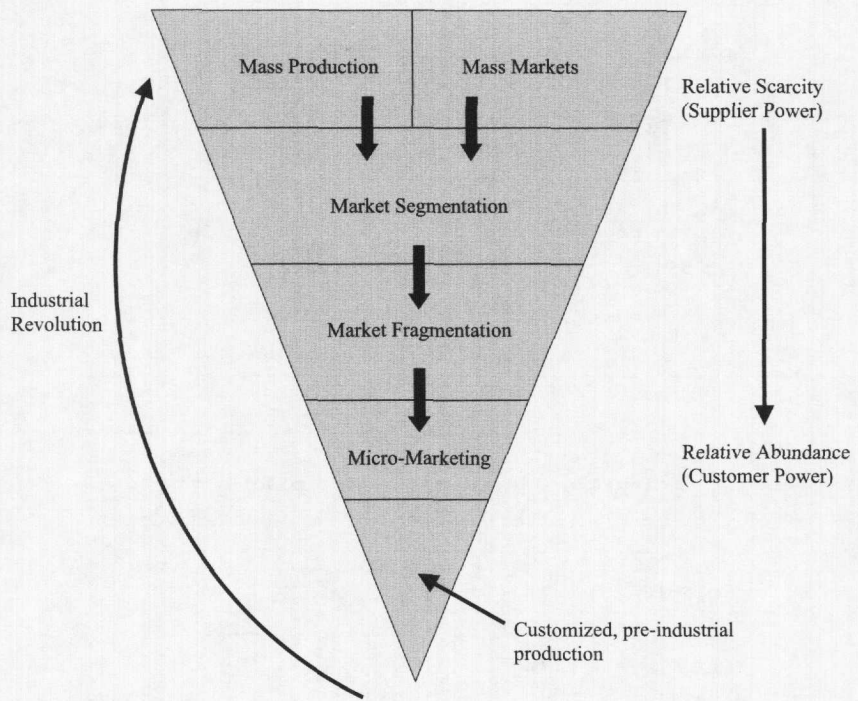 Mass Production
Mass Markets
Relative Scarcity
(Supplier Power)
Market Segmentation
Industrial
Revolution
Market Fragmentation
Relative Abundance
(Customer Power)
Micro-Marketing
Customized, pre-industrial
production